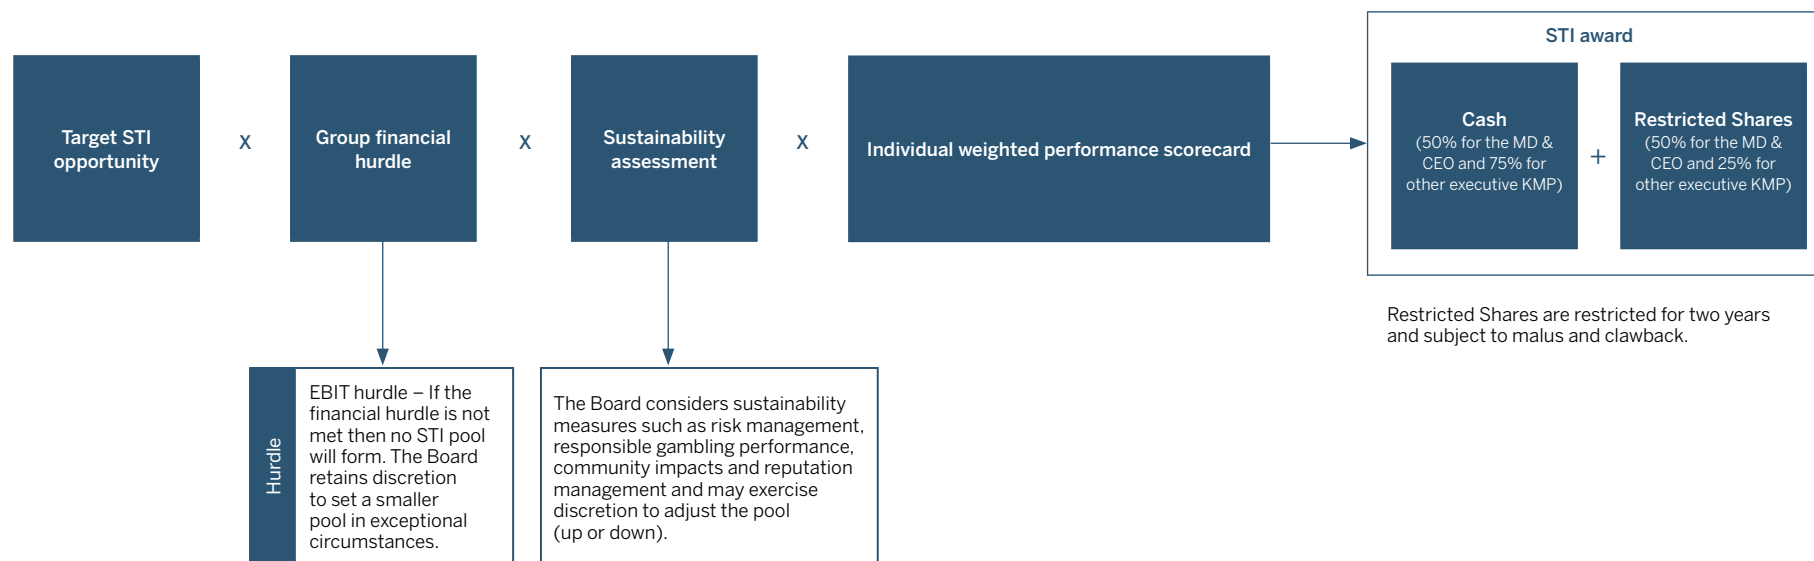 STI award
Target STI
opportunity
x
Group financial
hurdle
x
Sustainability
assessment
x
Individual weighted performance scorecard
Cash
(50% for the MD &
CEO and 75% for
other executive KMP)
+
Restricted Shares
(50% for the MD &
CEO and 25% for
other executive KMP)
Restricted Shares are restricted for two years
and subject to malus and clawback.
Hurdle
EBIT hurdle – If the
financial hurdle is not
met then no STI pool
will form. The Board
retains discretion
to set a smaller
pool in exceptional
circumstances.
The Board considers sustainability
measures such as risk management,
responsible gambling performance,
community impacts and reputation
management and may exercise
discretion to adjust the pool
(up or down).